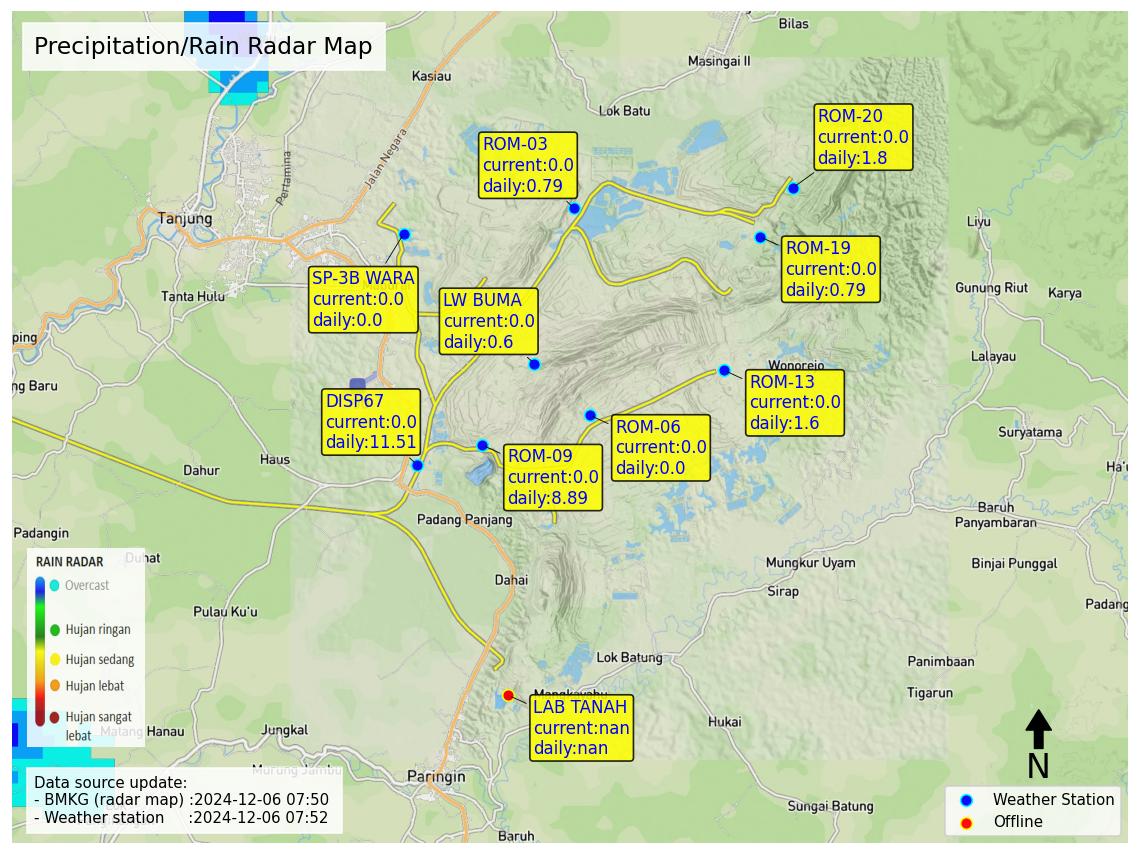 Precipitation/Rain Radar Map
Bilas
Masingai II
Kasiau
Lok Batu
Jalan Negara
Pertamina
Tanjung
Tanta Hulu
ping
ng Baru
Liyu
Gunung Riut
Karya
Lalayau
Wonorejo
Suryatama
Ha'u
Baruh
Panyambaran
Binjai Punggal
Padang
Dahur
Haus
Padangin
Duhat
Padang Panjang
Dahai
Pulau Ku'u
Mungkur Uyam
Sirap
Lok Batung
Panimbaan
Tigarun
Hukai
Jungkal
Matang Hanau
Murung Jambu
Paringin
Sungai Batung
Baruh
ROM-03
current:0.0
daily:0.79
ROM-20
current:0.0
daily:1.8
ROM-19
current:0.0
daily:0.79
SP-3B WARA
current:0.0
daily:0.0
LW BUMA
current:0.0
daily:0.6
ROM-13
current:0.0
daily:1.6
DISP67
current:0.0
daily:11.51
ROM-06
current:0.0
daily:0.0
ROM-09
current:0.0
daily:8.89
LAB TANAH
current:nan
daily:nan
RAIN RADAR
Overcast
Hujan ringan
Hujan sedang
Hujan lebat
Hujan sangat
lebat
Data source update:
- BMKG (radar map) :2024-12-06 07:50
- Weather station :2024-12-06 07:52
N
Weather Station
Offline